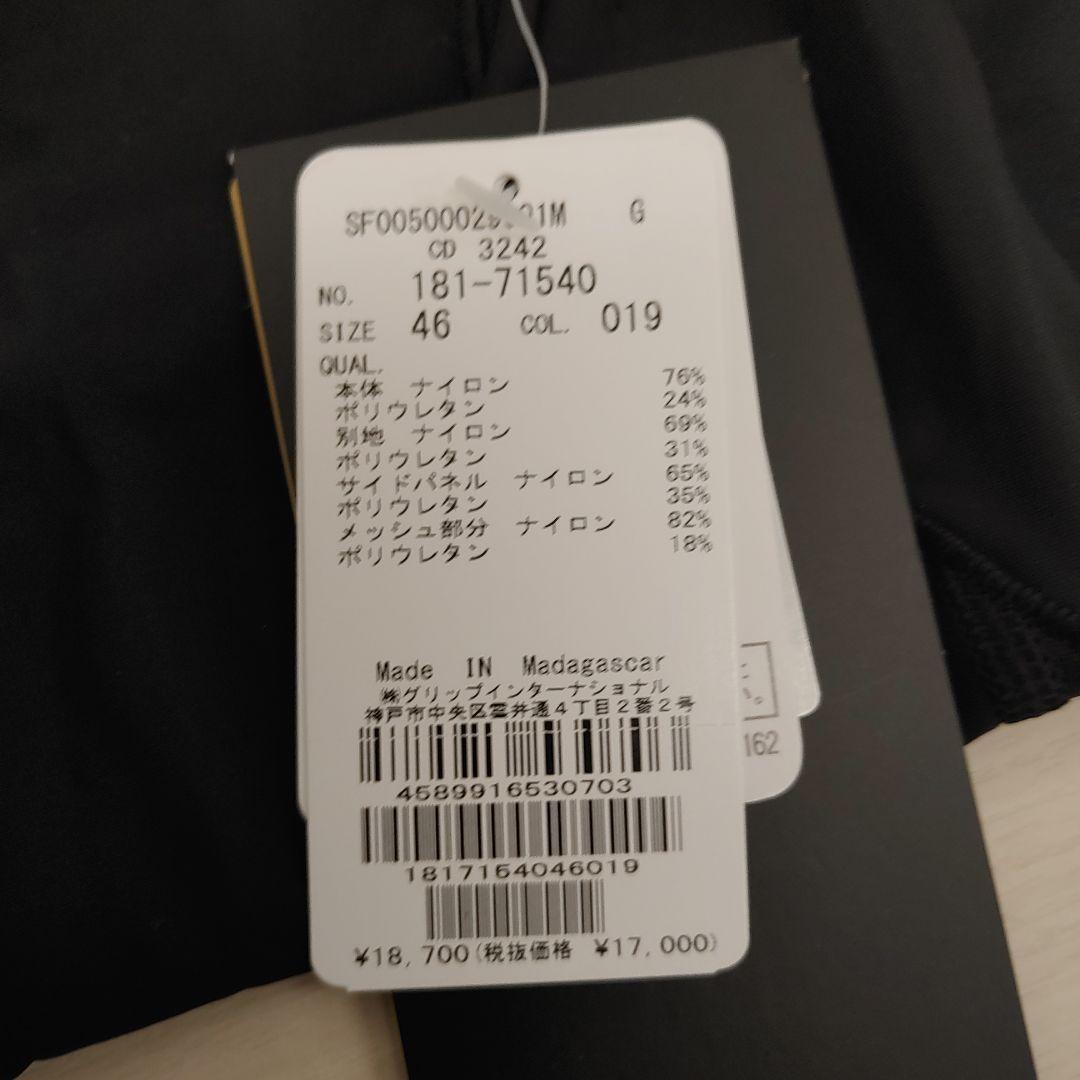 G
CD 3242
NO. 181-71540
SIZE 46 COL. 019
QUAL.
本体 ナイロン 76%
ポリウレタン 24%
別地 ナイロン 69%
ポリウレタン 31%
サイドパネル ナイロン 65%
ポリウレタン 35%
メッシュ部分 ナイロン 82%
ポリウレタン 18%
Made IN Madagascar
㈱グリップインターナショナル
神戸市中央区雲井通4丁目2番2号
4589916530703
1817154046019
¥18,700(税抜価格 ¥17,000)
162